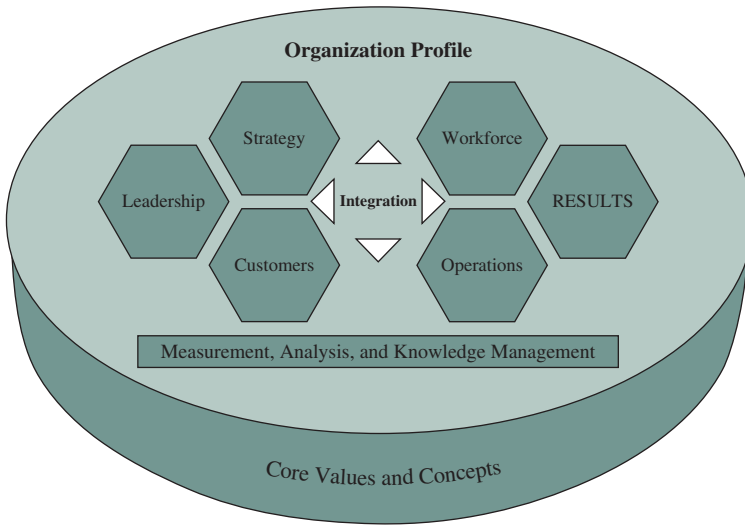 Organization Profile
Strategy
Workforce
Leadership
Integration
RESULTS
Customers
Operations
Measurement, Analysis, and Knowledge Management
Core Values and Concepts